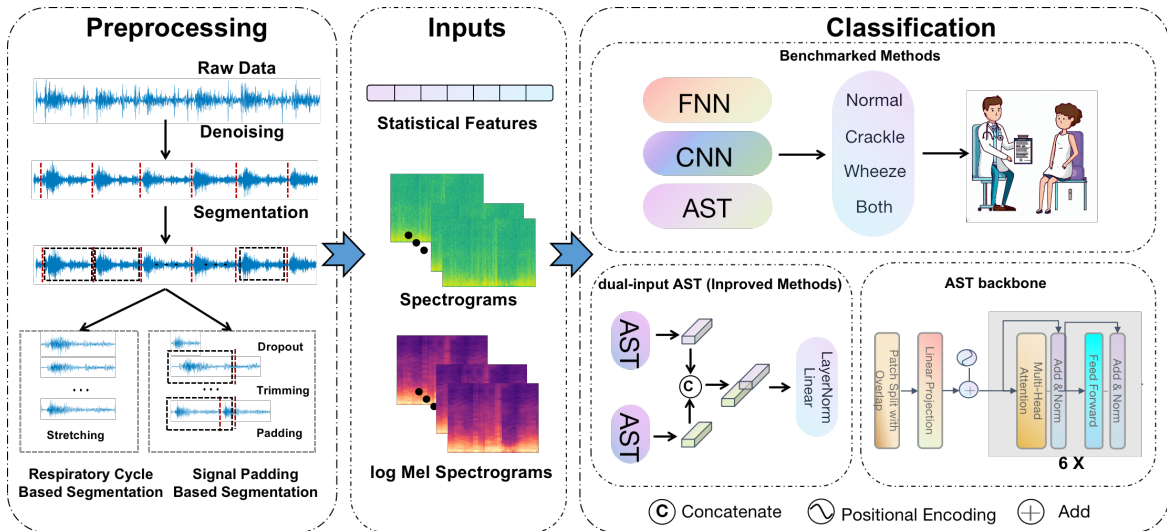 Preprocessing
Raw Data
Denoising
Segmentation
Dropout
Trimming
Stretching
Padding
Respiratory Cycle
Based Segmentation
Signal Padding
Based Segmentation
Inputs
Statistical Features
Spectrograms
log Mel Spectrograms
Classification
Benchmarked Methods
FNN
CNN
AST
Normal
Crackle
Wheeze
Both
dual-input AST (Inproved Methods)
AST
AST
C
LayerNorm
Linear
AST backbone
Patch Split with
Overlap
Linear Projection
Multi-Head
Attention
Add & Norm
Feed Forward
Add & Norm
6 X
C Concatenate
Positional Encoding
Add